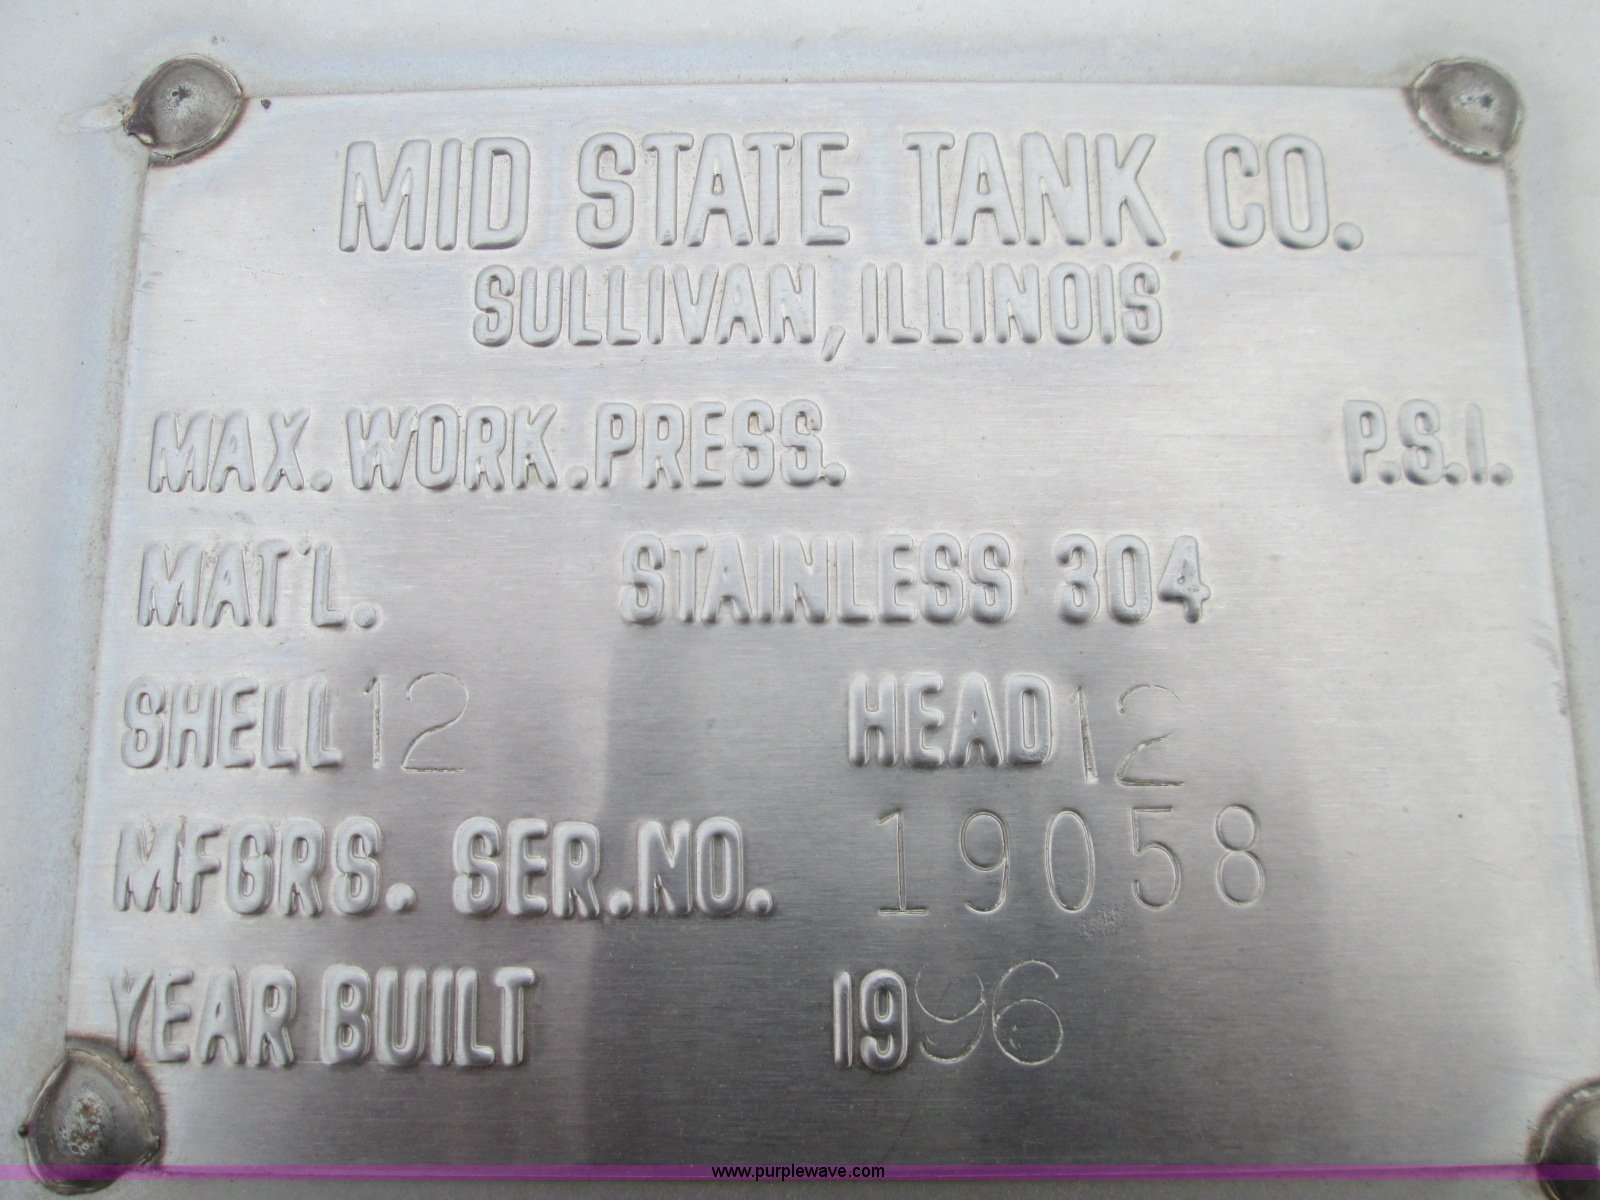 MID STATE TANK CO.
SULLIVAN, ILLINOIS
MAX. WORK. PRESS. P.S.I.
MAT'L. STAINLESS 304
SHELL 12 HEAD 12
MFGRS. SER. NO. 19058
YEAR BUILT 1996
www.purplewave.com